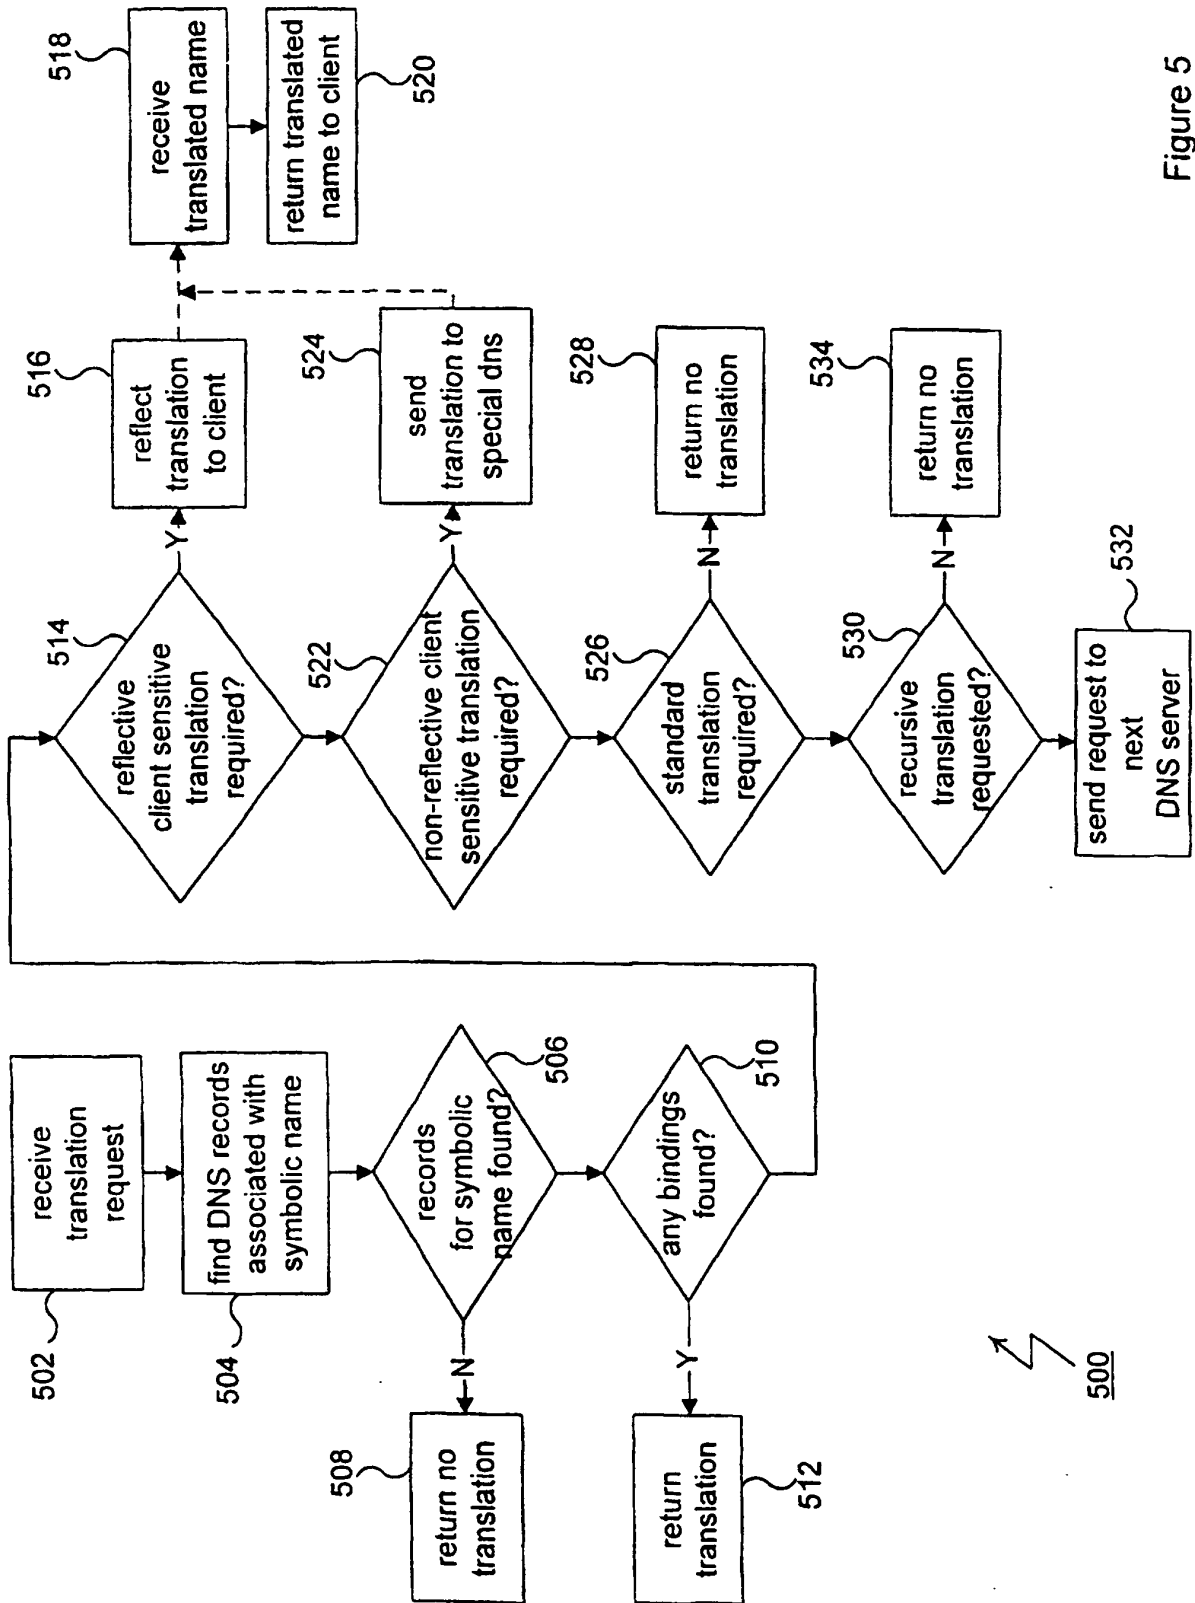 502
receive
translation
request
504
find DNS records
associated with
symbolic name
506
records
for symbolic
name found?
N
508
return no
translation
510
any bindings
found?
Y
512
return
translation
514
reflective
client sensitive
translation
required?
Y
516
reflect
translation
to client
518
receive
translated name
520
return translated
name to client
522
non-reflective client
sensitive translation
required?
Y
524
send
translation to
special dns
526
standard
translation
required?
N
528
return no
translation
530
recursive
translation
requested?
N
534
return no
translation
532
send request to
next
DNS server
500
Figure 5